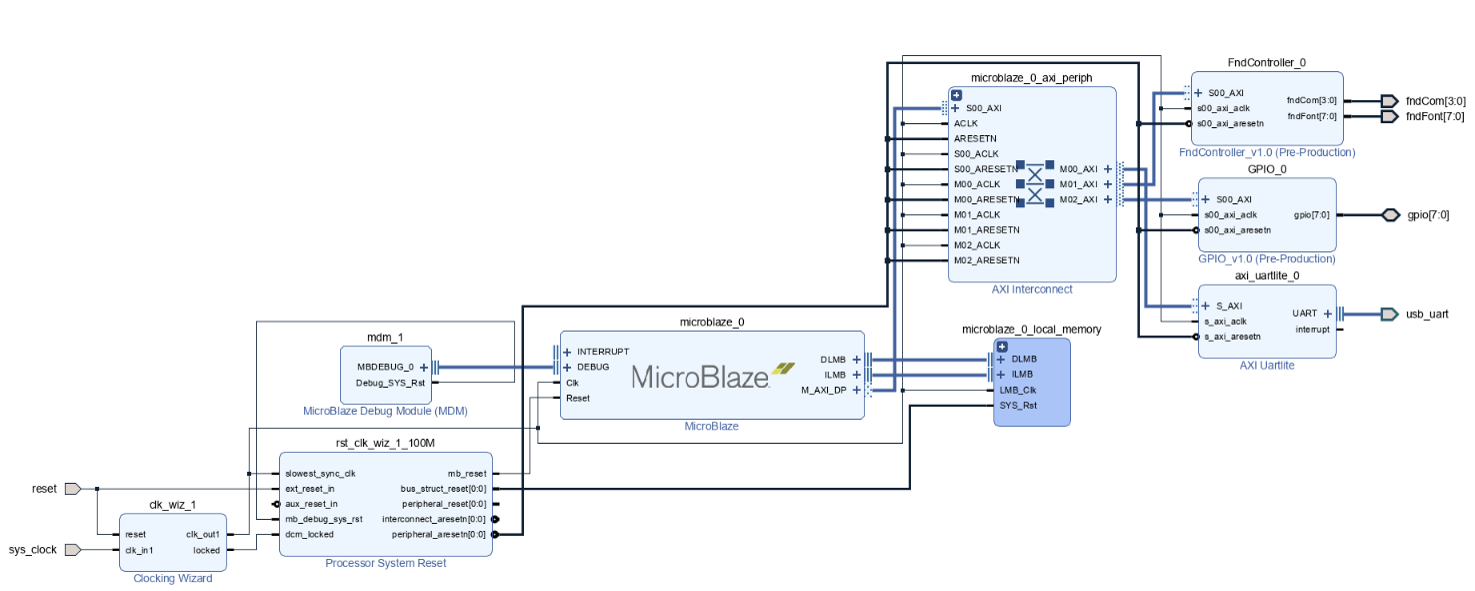 FndController_0
microblaze_0_axi_periph
S00_AXI
ACLK
ARESETN
S00_ACLK
S00_ARESETN
M00_ACLK
M00_ARESETN
M01_ACLK
M01_ARESETN
M02_ACLK
M02_ARESETN
M00_AXI
M01_AXI
M02_AXI
AXI Interconnect
S00_AXI
s00_axi_aclk
s00_axi_aresetn
fndCom[3:0]
fndFont[7:0]
FndController_v1.0 (Pre-Production)
fndCom[3:0]
fndFont[7:0]
GPIO_0
S00_AXI
s00_axi_aclk
s00_axi_aresetn
gpio[7:0]
GPIO_v1.0 (Pre-Production)
gpio[7:0]
axi_uartlite_0
S_AXI
s_axi_aclk
s_axi_aresetn
UART
interrupt
AXI Uartlite
usb_uart
microblaze_0
INTERRUPT
DEBUG
Clk
Reset
MicroBlaze
DLMB
ILMB
M_AXI_DP
MicroBlaze
microblaze_0_local_memory
DLMB
ILMB
LMB_Clk
SYS_Rst
mdm_1
MBDEBUG_0
Debug_SYS_Rst
MicroBlaze Debug Module (MDM)
rst_clk_wiz_1_100M
slowest_sync_clk
ext_reset_in
aux_reset_in
mb_debug_sys_rst
dcm_locked
mb_reset
bus_struct_reset[0:0]
peripheral_reset[0:0]
interconnect_aresetn[0:0]
peripheral_aresetn[0:0]
Processor System Reset
reset
sys_clock
clk_wiz_1
reset
clk_in1
clk_out1
locked
Clocking Wizard